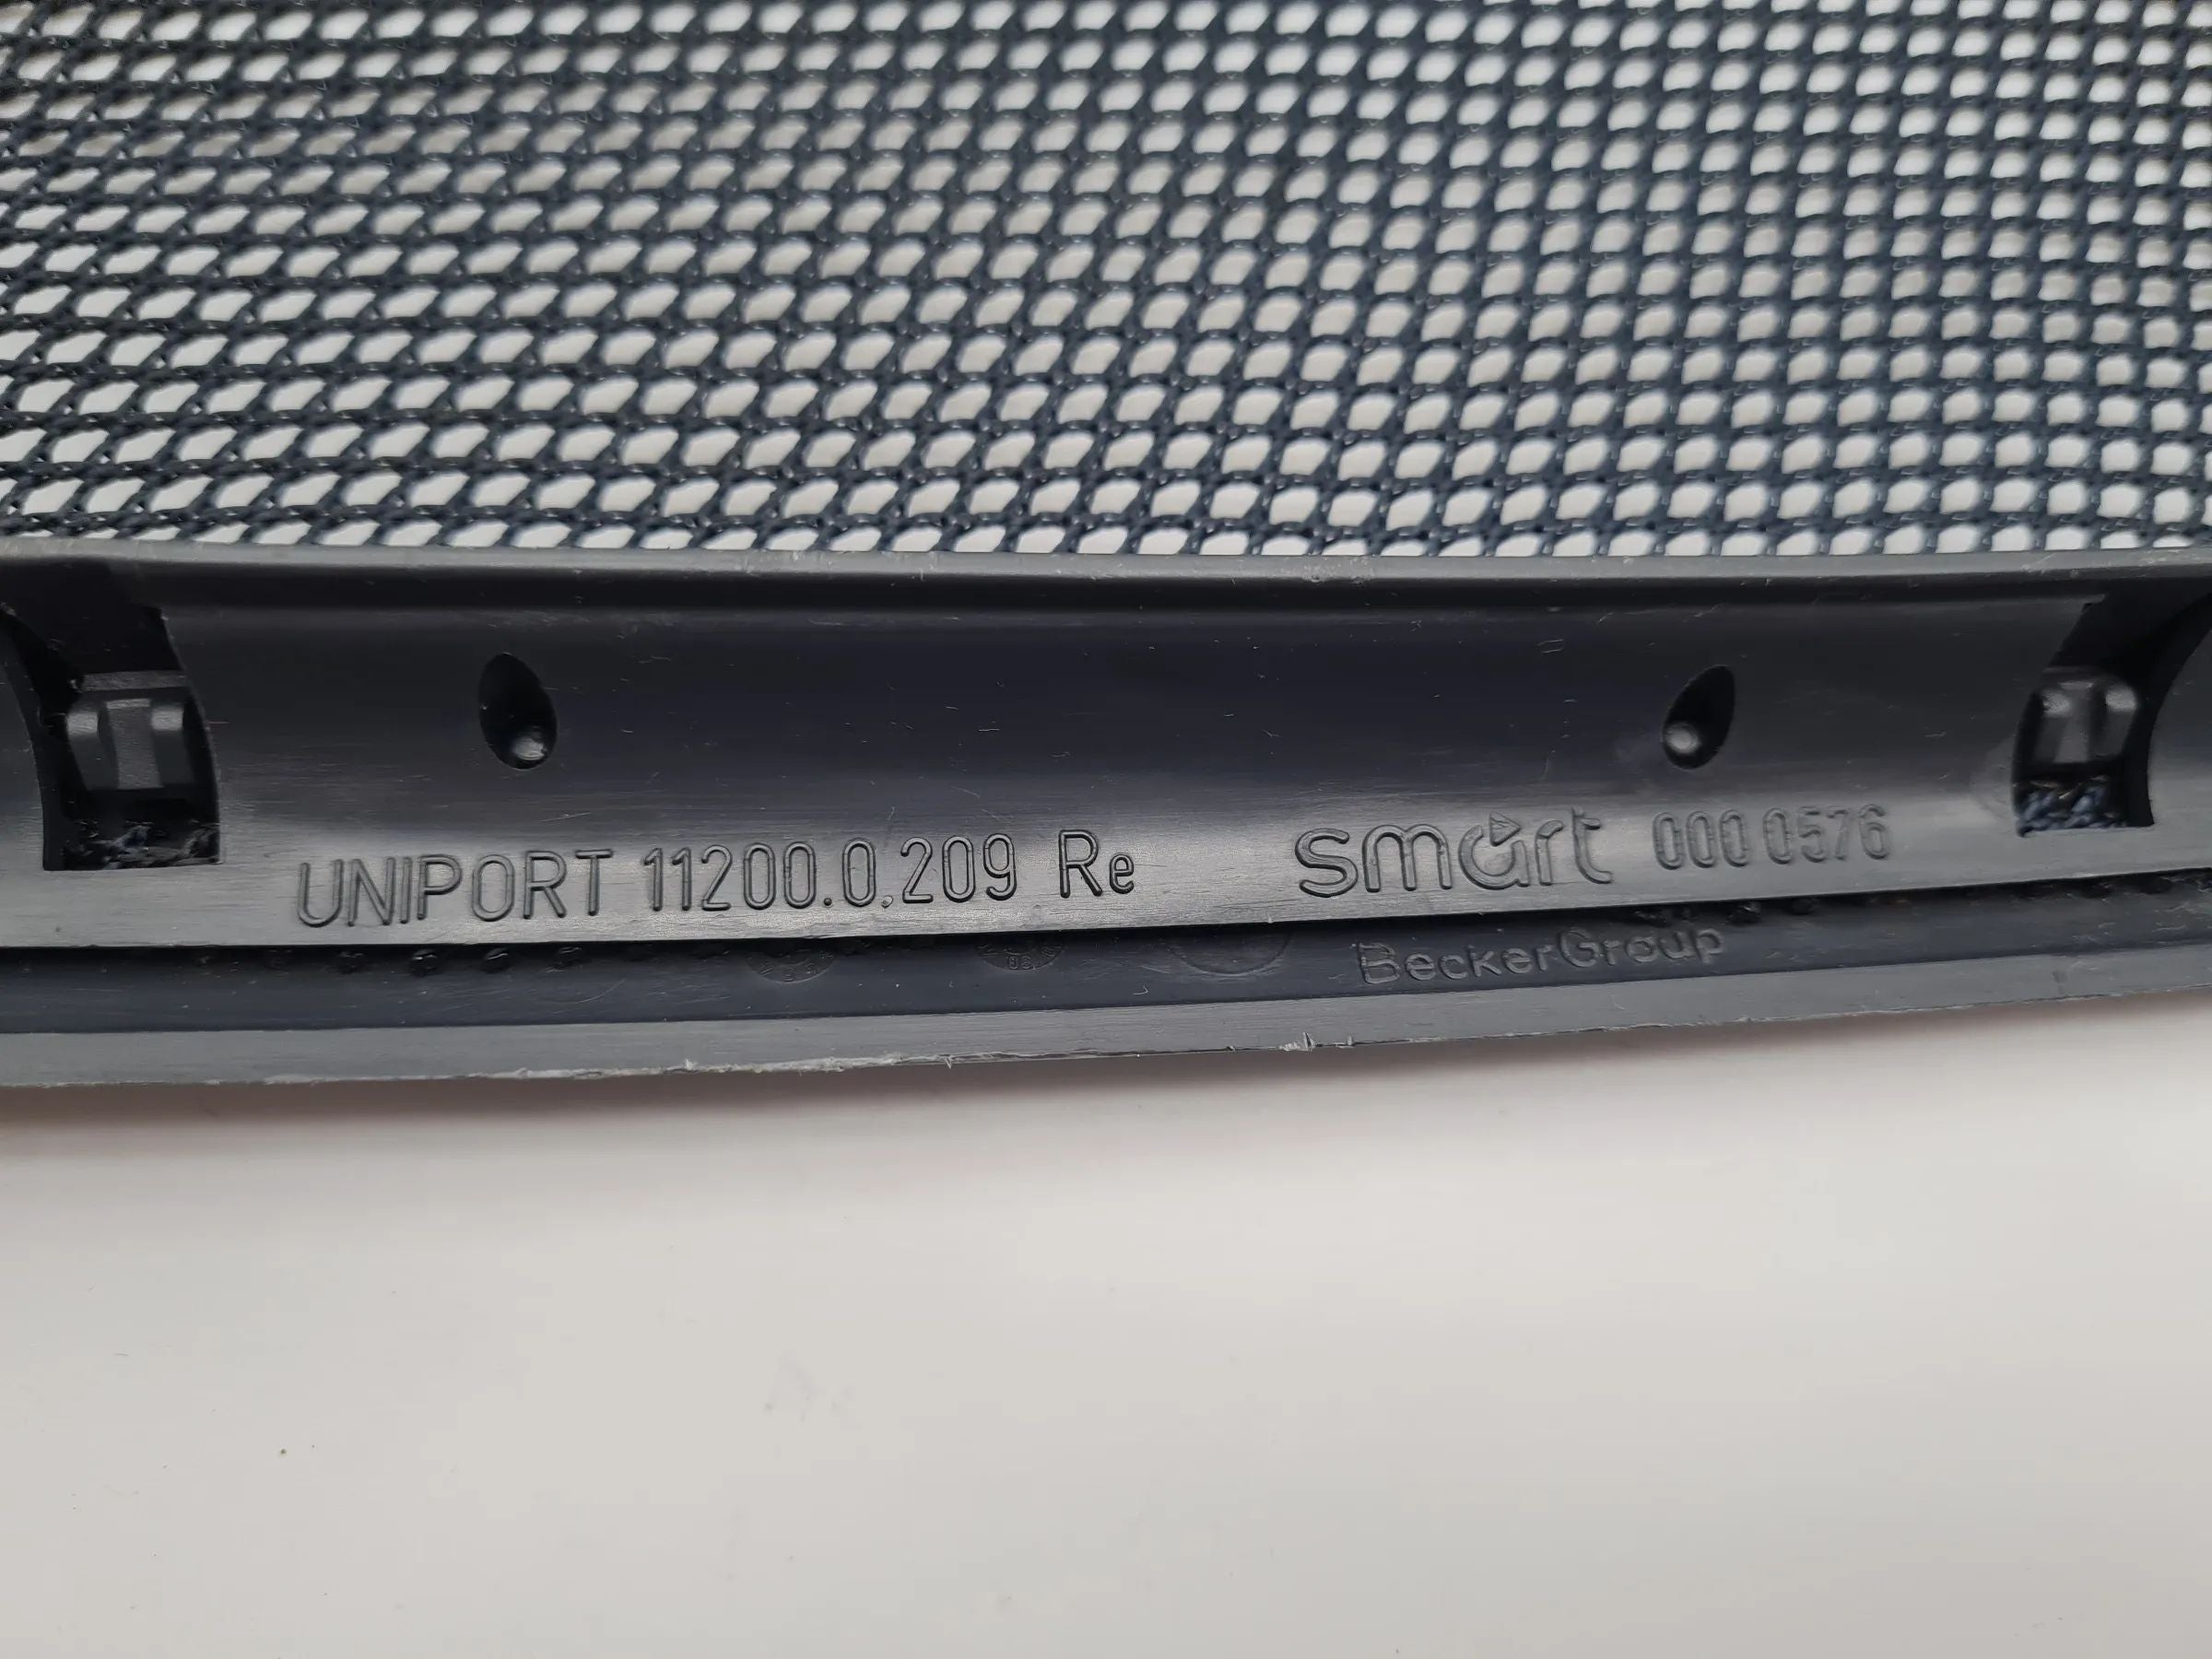 UNIPORT 11200.0.209 Re smart 000 0576
BeckerGroup